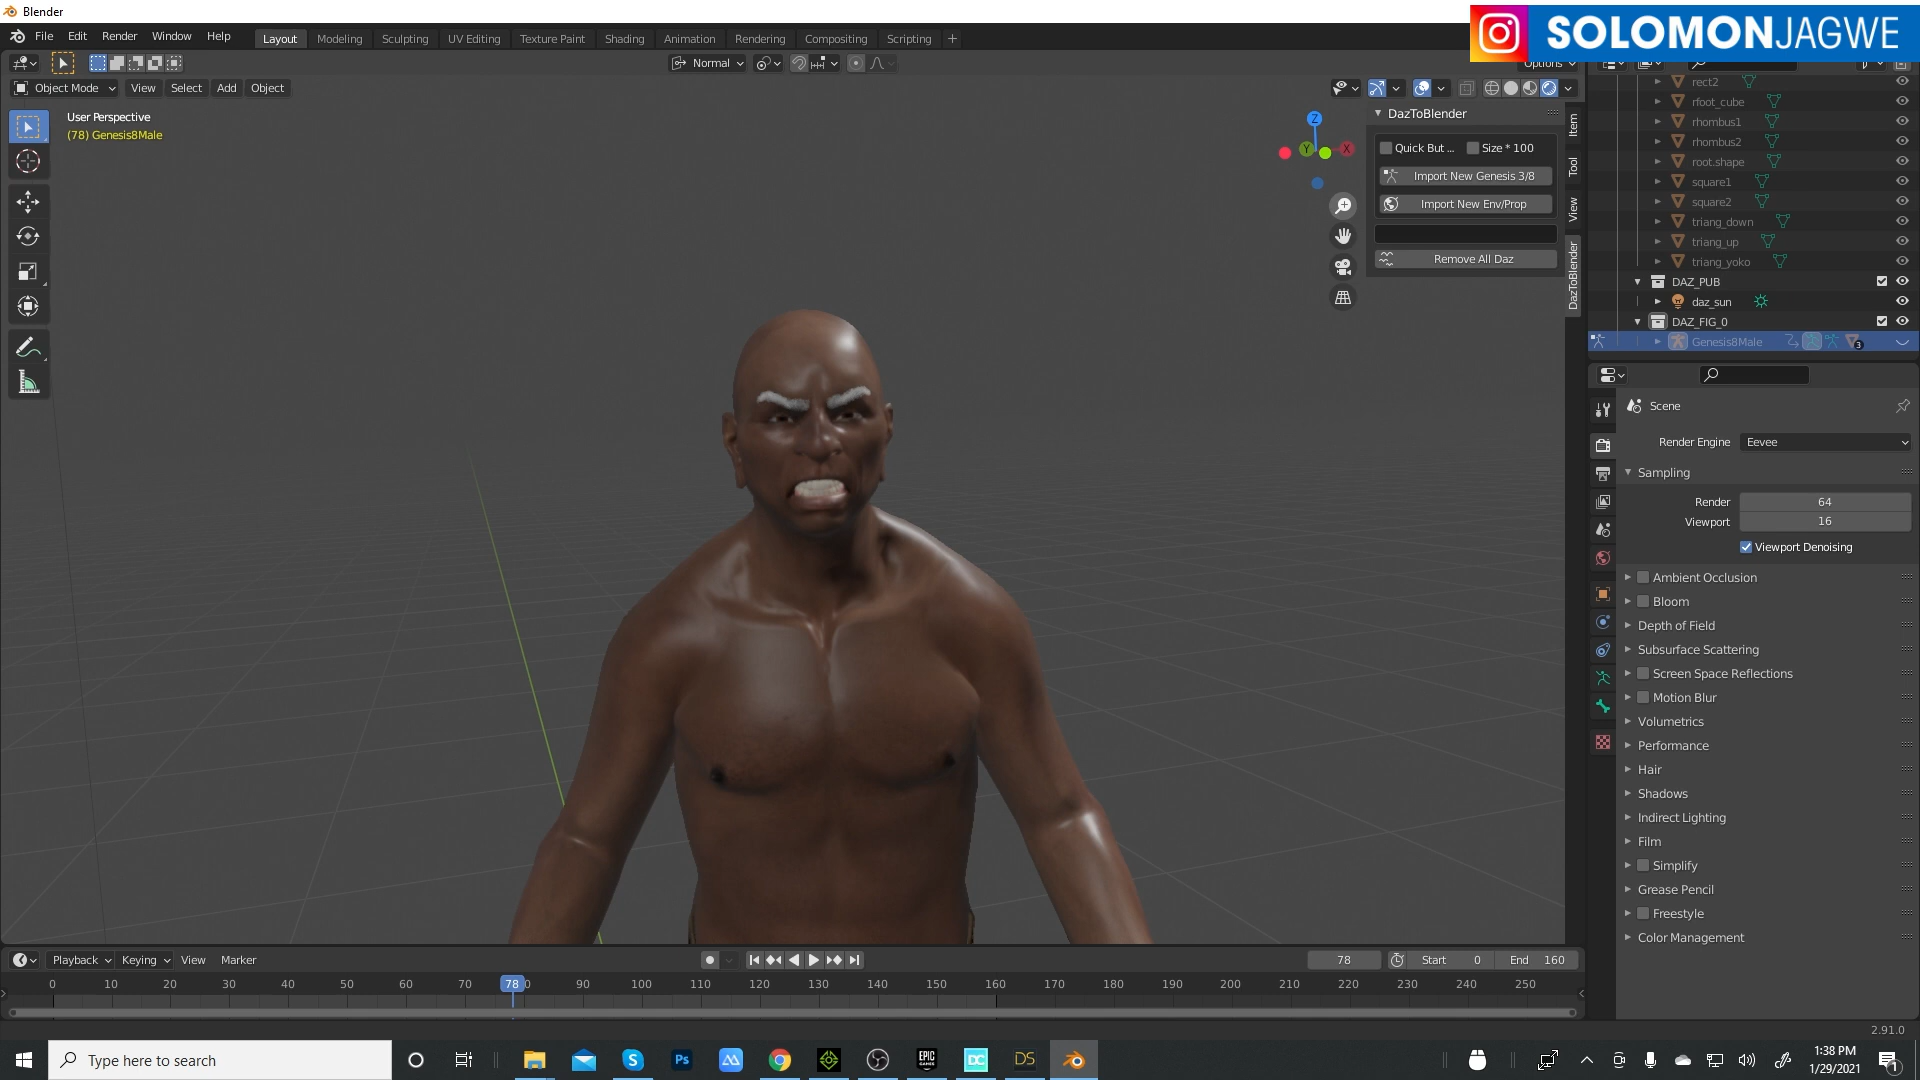 Blender
SOLOMONJAGWE
File Edit Render Window Help
Layout Modeling Sculpting UV Editing Texture Paint Shading Animation Rendering Compositing Scripting +
Normal
Options
Object Mode View Select Add Object
User Perspective
(78) Genesis8Male
Z
Y
X
DazToBlender
Quick But ... Size * 100
Import New Genesis 3/8
Import New Env/Prop
Remove All Daz
Item
Tool
View
DazToBlender
rect2
rfoot_cube
rhombus1
rhombus2
root.shape
square1
square2
triang_down
triang_up
triang_yoko
DAZ_PUB
daz_sun
DAZ_FIG_0
Genesis8Male 3
Scene
Render Engine Eevee
Sampling
Render 64
Viewport 16
Viewport Denoising
Ambient Occlusion
Bloom
Depth of Field
Subsurface Scattering
Screen Space Reflections
Motion Blur
Volumetrics
Performance
Hair
Shadows
Indirect Lighting
Film
Simplify
Grease Pencil
Freestyle
Color Management
Playback Keying View Marker
78 Start 0 End 160
0 10 20 30 40 50 60 70 78 90 100 110 120 130 140 150 160 170 180 190 200 210 220 230 240 250
2.91.0
Type here to search
Ps
EPIC GAMES
DC
DS
1:38 PM
1/29/2021
1